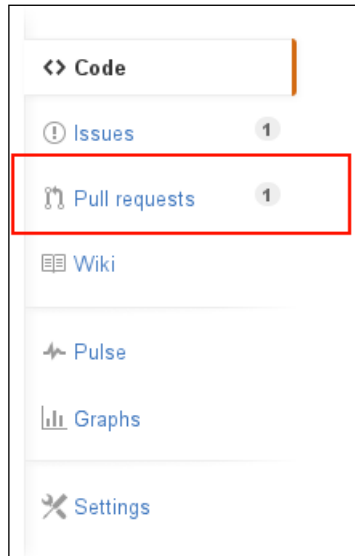 Code
Issues 1
Pull requests 1
Wiki
Pulse
Graphs
Settings